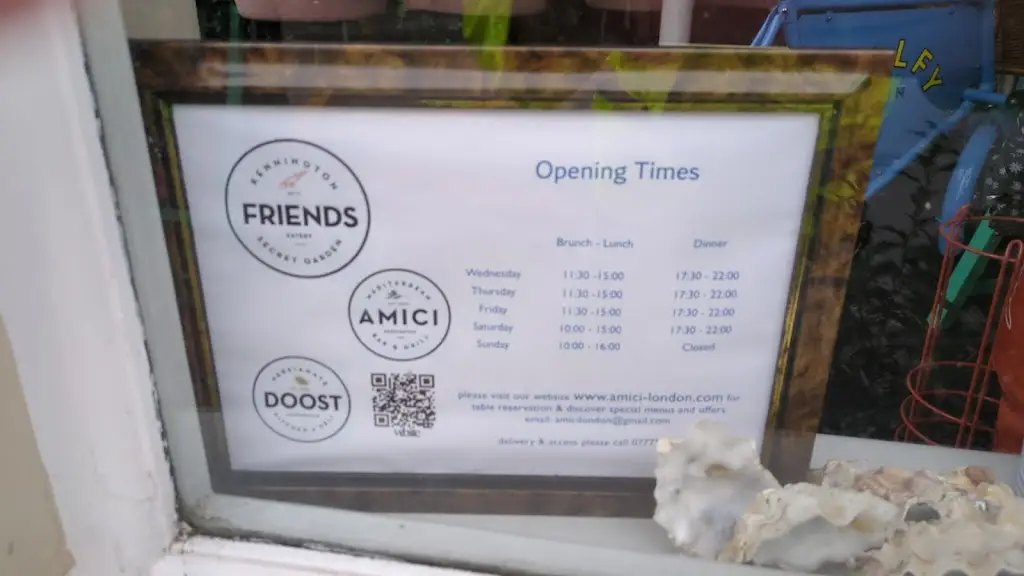 KENNINGTON
FRIENDS
EATERY
SECRET GARDEN
MEDITERRANEAN
AMICI
BAR & GRILL
DOOST
KITCHEN & DELI
Opening Times
Brunch - Lunch Dinner
Wednesday 11:30 -15:00 17:30 - 22:00
Thursday 11:30 -15:00 17:30 - 22:00
Friday 11:30 -15:00 17:30 - 22:00
Saturday 10:00 - 15:00 17:30 - 22:00
Sunday 10:00 - 16:00 Closed
please visit our website www.amici-london.com for
table reservation & discover special menus and offers
email: amicilondon@gmail.com
delivery & access please call 0777
website
LFY